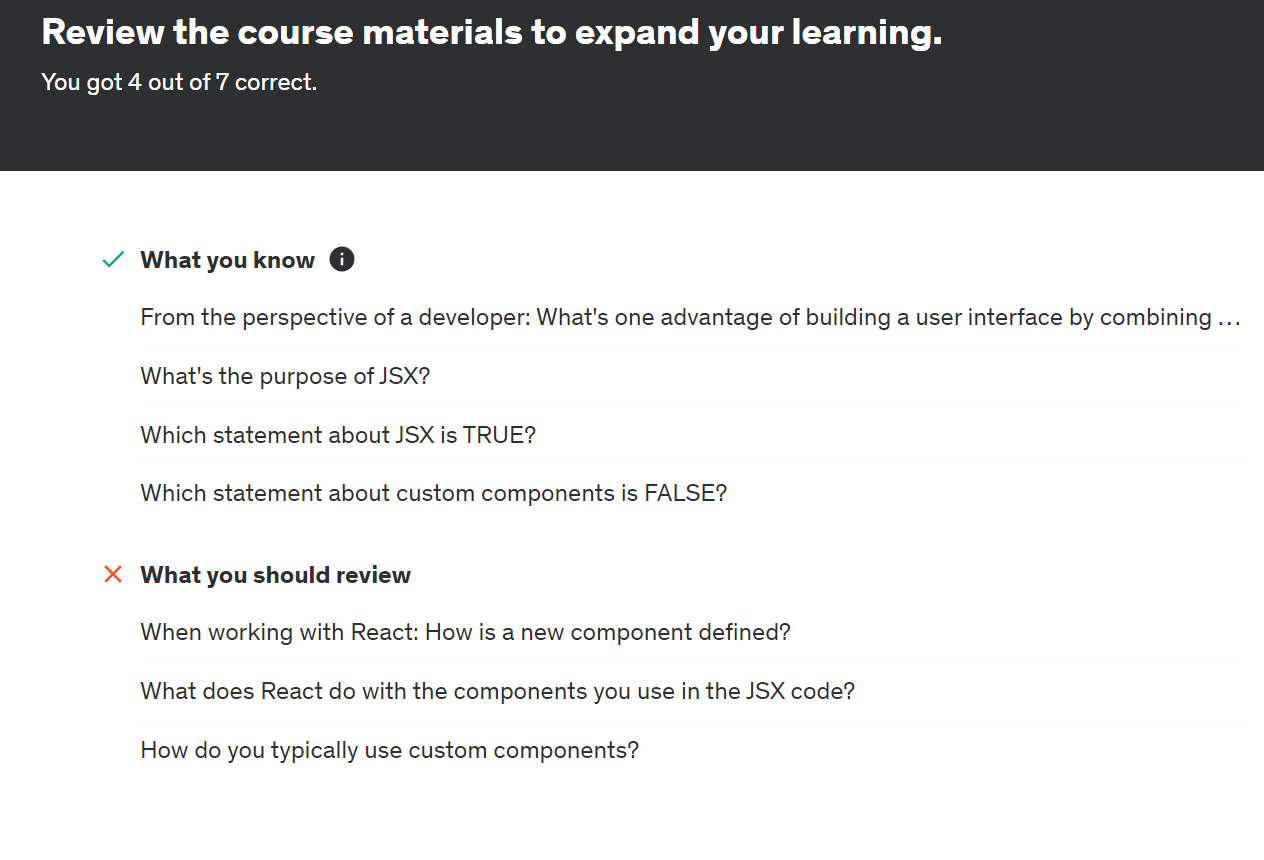 Review the course materials to expand your learning.
You got 4 out of 7 correct.
What you know
From the perspective of a developer: What's one advantage of building a user interface by combining ...
What's the purpose of JSX?
Which statement about JSX is TRUE?
Which statement about custom components is FALSE?
What you should review
When working with React: How is a new component defined?
What does React do with the components you use in the JSX code?
How do you typically use custom components?